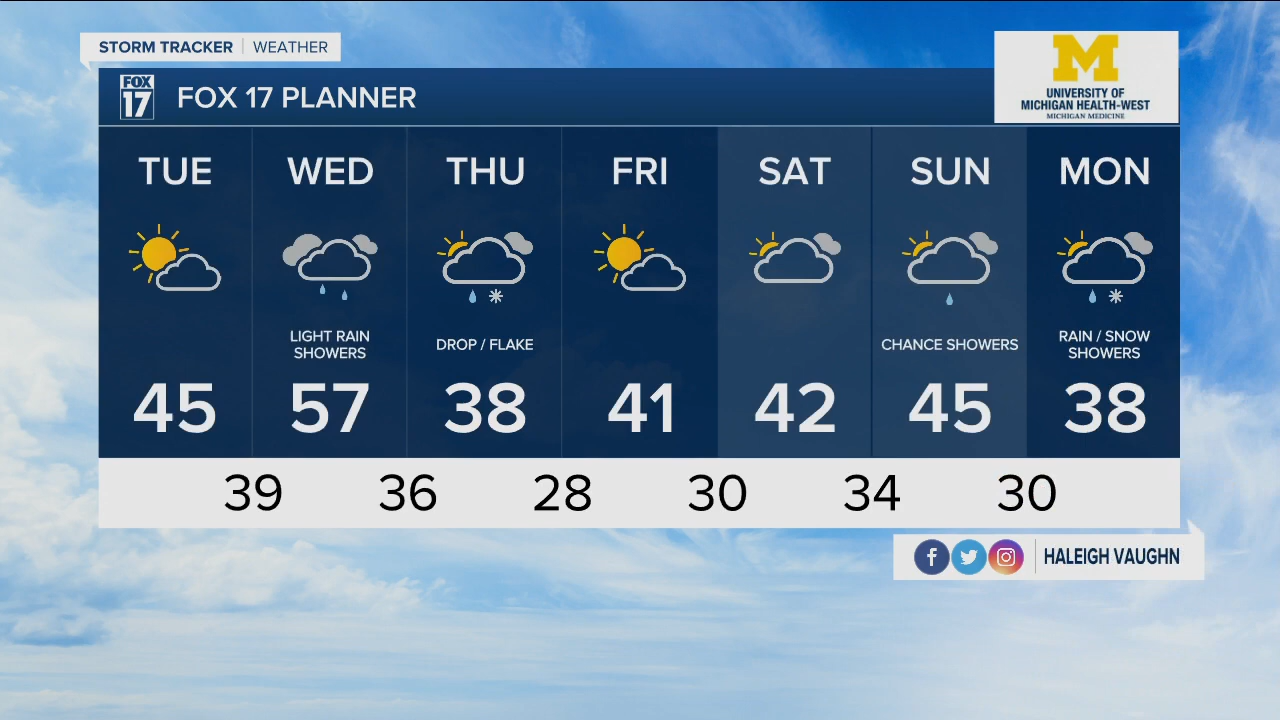 STORM TRACKER | WEATHER
FOX
17
FOX 17 PLANNER
M
UNIVERSITY OF
MICHIGAN HEALTH-WEST
MICHIGAN MEDICINE
TUE WED THU FRI SAT SUN MON
LIGHT RAIN
SHOWERS
DROP / FLAKE
CHANCE SHOWERS
RAIN / SNOW
SHOWERS
45 57 38 41 42 45 38
39 36 28 30 34 30
HALEIGH VAUGHN